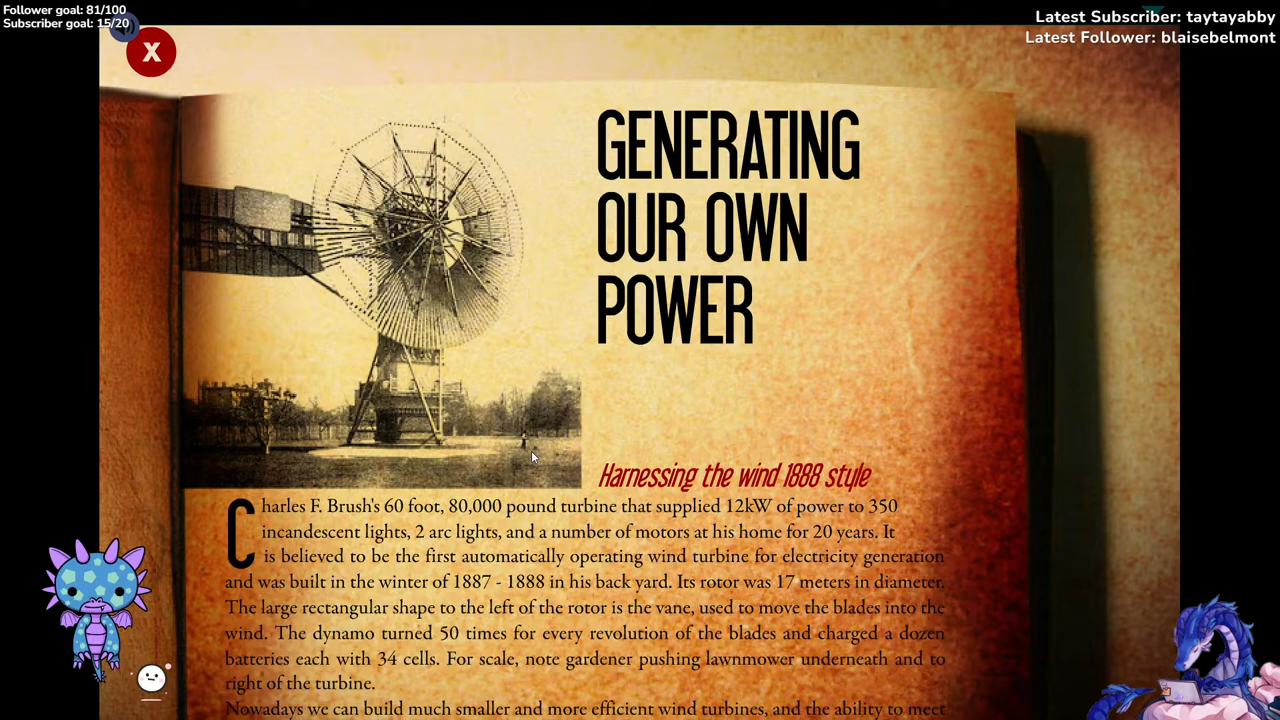 Follower goal: 81/100
Subscriber goal: 15/20
Latest Subscriber: taytayabby
Latest Follower: blaisebelmont
X
GENERATING
OUR OWN
POWER
Harnessing the wind 1888 style
Charles F. Brush's 60 foot, 80,000 pound turbine that supplied 12kW of power to 350
incandescent lights, 2 arc lights, and a number of motors at his home for 20 years. It
is believed to be the first automatically operating wind turbine for electricity generation
and was built in the winter of 1887 - 1888 in his back yard. Its rotor was 17 meters in diameter.
The large rectangular shape to the left of the rotor is the vane, used to move the blades into the
wind. The dynamo turned 50 times for every revolution of the blades and charged a dozen
batteries each with 34 cells. For scale, note gardener pushing lawnmower underneath and to
right of the turbine.
Nowadays we can build much smaller and more efficient wind turbines, and the ability to meet